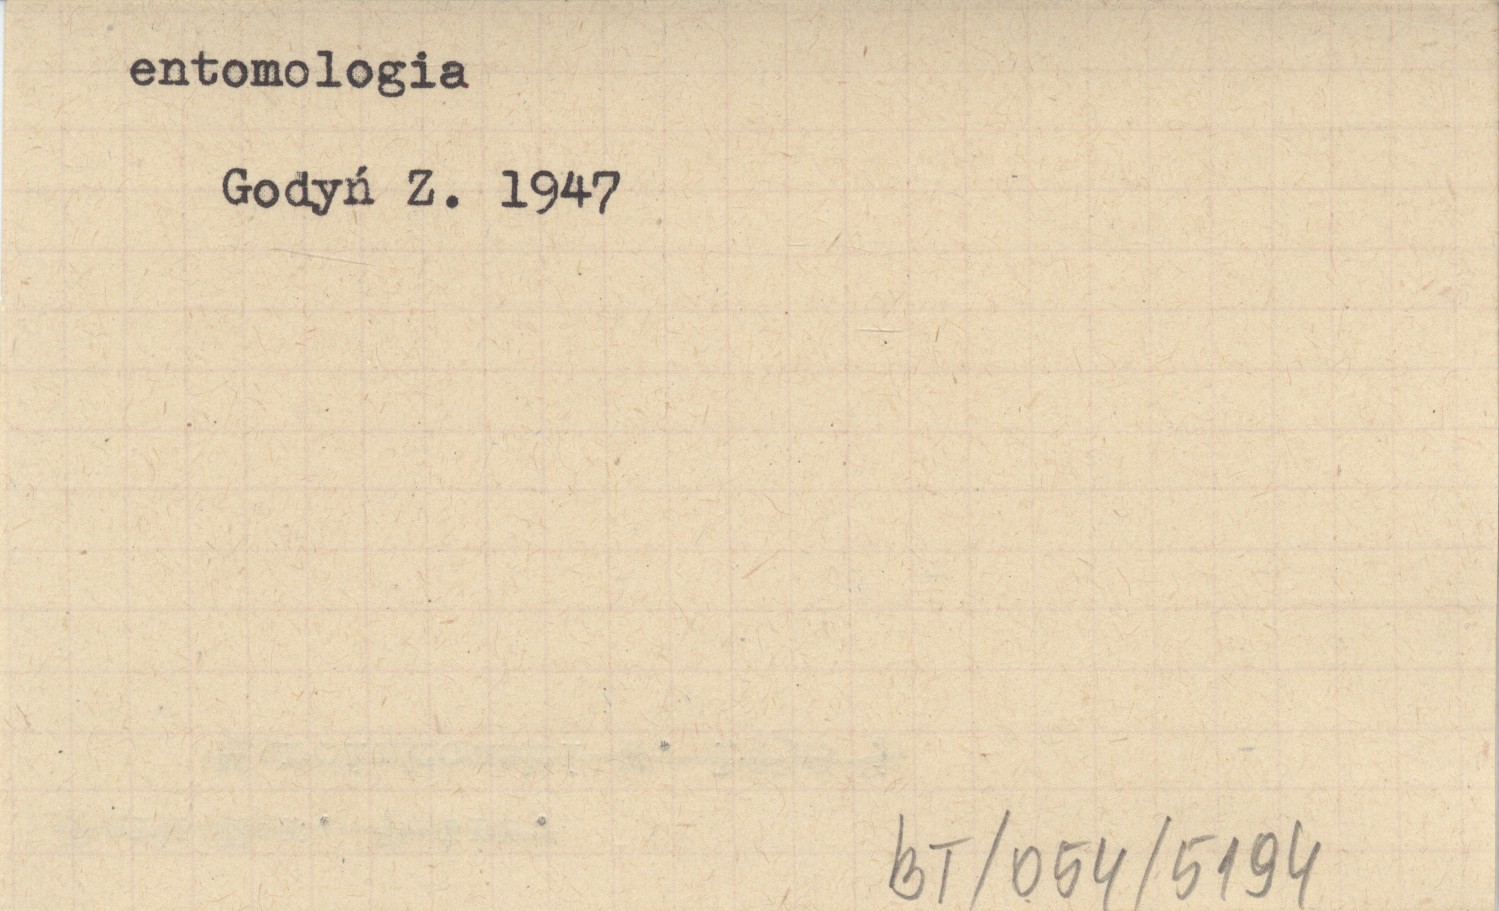 entomologia
Godyń Z. 1947
BT/054/5194